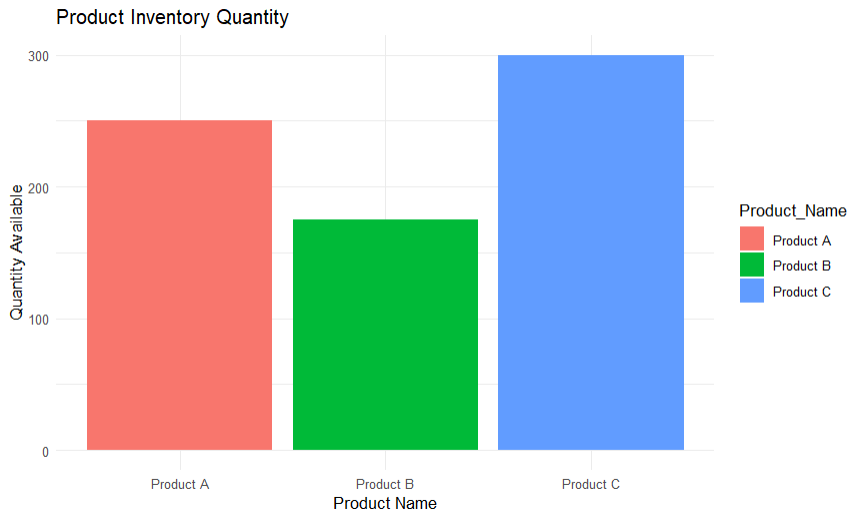 Product Inventory Quantity
300
200
100
0
Quantity Available
Product A
Product B
Product C
Product Name
Product_Name
Product A
Product B
Product C